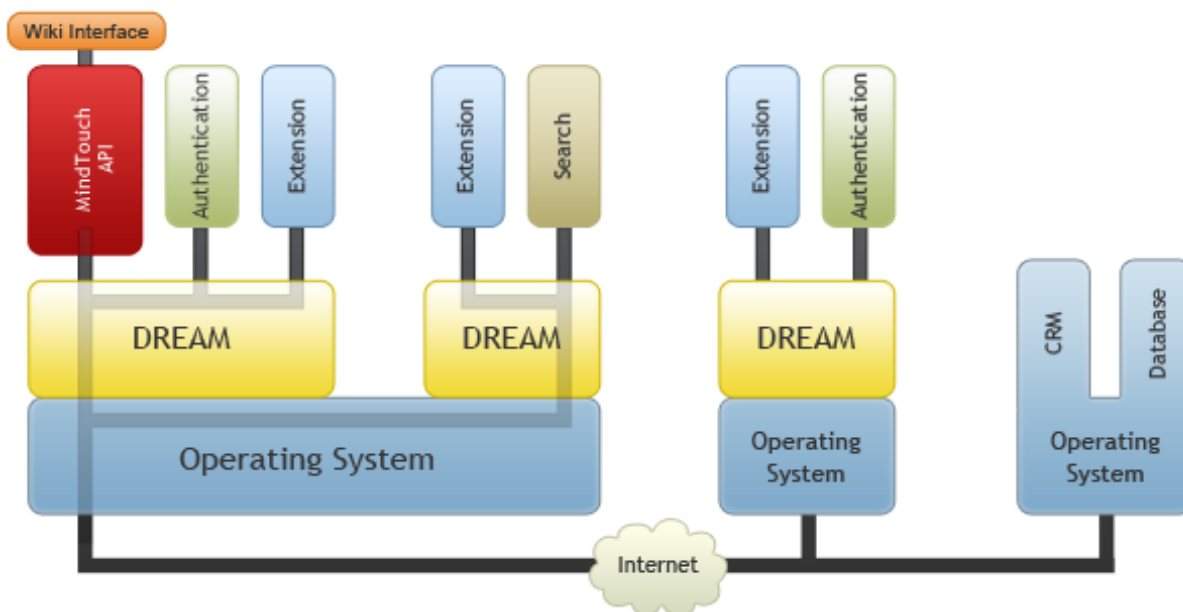 Wiki Interface
MindTouch
API
Authentication
Extension
Extension
Search
Extension
Authentication
DREAM
DREAM
DREAM
CRM
Database
Operating System
Operating
System
Operating
System
Internet